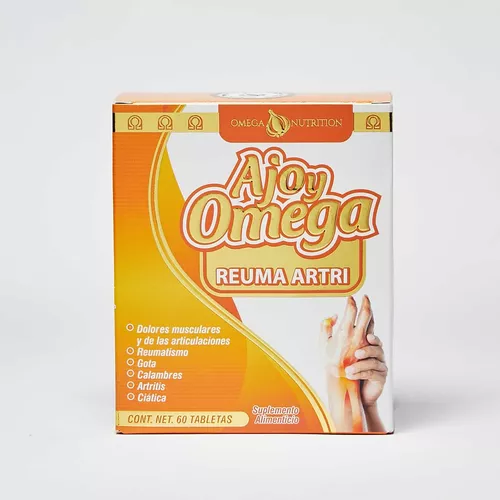 Ω Ω Ω
OMEGA NUTRITION
Ω
Ajo y
Omega
REUMA ARTRI
Dolores musculares
y de las articulaciones
Reumatismo
Gota
Calambres
Artritis
Ciática
CONT. NET. 60 TABLETAS
Suplemento
Alimenticio